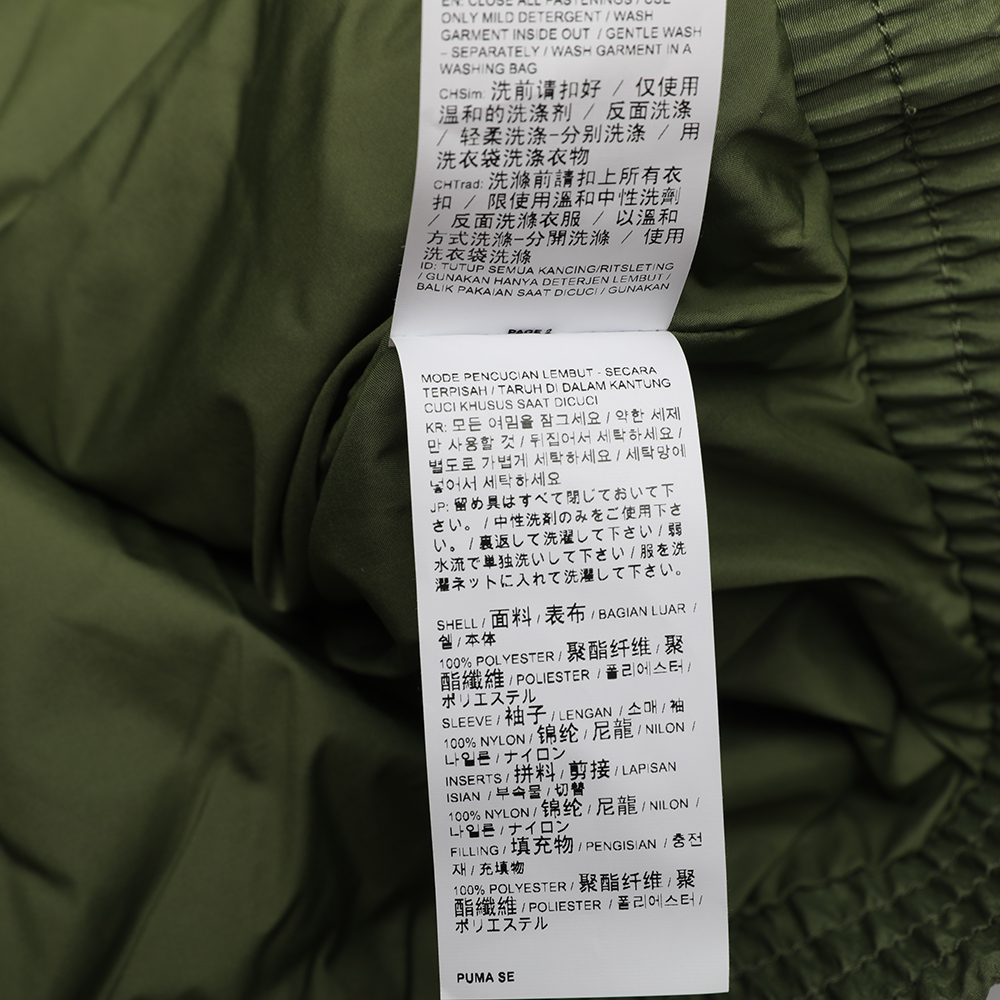 EN: CLOSE ALL FASTENINGS / USE
ONLY MILD DETERGENT / WASH
GARMENT INSIDE OUT / GENTLE WASH
- SEPARATELY / WASH GARMENT IN A
WASHING BAG
CHSim: 洗前请扣好 / 仅使用
温和的洗涤剂 / 反面洗涤
/ 轻柔洗涤-分别洗涤 / 用
洗衣袋洗涤衣物
CHTrad: 洗滌前請扣上所有衣
扣 / 限使用溫和中性洗劑
/ 反面洗滌衣服 / 以溫和
方式洗滌-分開洗滌 / 使用
洗衣袋洗滌
ID: TUTUP SEMUA KANCING/RITSLETING
/ GUNAKAN HANYA DETERJEN LEMBUT /
BALIK PAKAIAN SAAT DICUCI / GUNAKAN
PAGE 2
MODE PENCUCIAN LEMBUT - SECARA
TERPISAH / TARUH DI DALAM KANTUNG
CUCI KHUSUS SAAT DICUCI
KR: 모든 여밈을 잠그세요 / 약한 세제
만 사용할 것 / 뒤집어서 세탁하세요 /
별도로 가볍게 세탁하세요 / 세탁망에
넣어서 세탁하세요
JP: 留め具はすべて閉じておいて下
さい。 / 中性洗剤のみをご使用下さ
い。 / 裏返して洗濯して下さい / 弱
水流で単独洗いして下さい / 服を洗
濯ネットに入れて洗濯して下さい。
SHELL / 面料 / 表布 / BAGIAN LUAR /
쉘 / 本体
100% POLYESTER / 聚酯纤维 / 聚
酯纖維 / POLIESTER / 폴리에스터 /
ポリエステル
SLEEVE / 袖子 / LENGAN / 소매 / 袖
100% NYLON / 锦纶 / 尼龍 / NILON /
나일론 / ナイロン
INSERTS / 拼料 / 剪接 / LAPISAN
ISIAN / 부속물 / 切替
100% NYLON / 锦纶 / 尼龍 / NILON /
나일론 / ナイロン
FILLING / 填充物 / PENGISIAN / 충전
재 / 充填物
100% POLYESTER / 聚酯纤维 / 聚
酯纖維 / POLIESTER / 폴리에스터 /
ポリエステル
PUMA SE